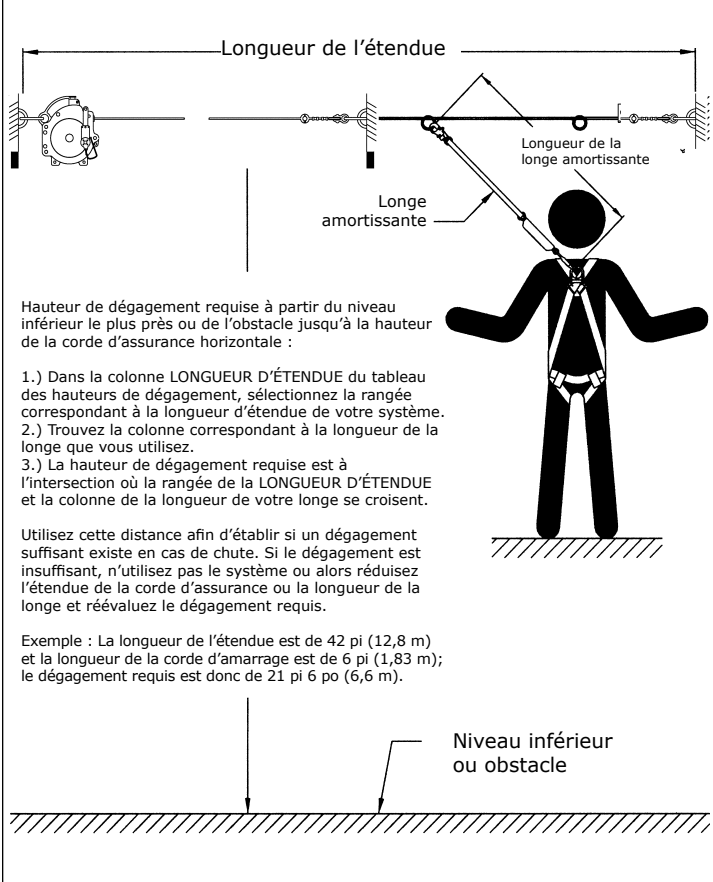 Longueur de l’étendue
Longueur de la
longe amortissante
Longe
amortissante
Hauteur de dégagement requise à partir du niveau
inférieur le plus près ou de l’obstacle jusqu’à la hauteur
de la corde d’assurance horizontale :
1.) Dans la colonne LONGUEUR D’ÉTENDUE du tableau
des hauteurs de dégagement, sélectionnez la rangée
correspondant à la longueur d’étendue de votre système.
2.) Trouvez la colonne correspondant à la longueur de la
longe que vous utilisez.
3.) La hauteur de dégagement requise est à
l’intersection où la rangée de la LONGUEUR D’ÉTENDUE
et la colonne de la longueur de votre longe se croisent.
Utilisez cette distance afin d’établir si un dégagement
suffisant existe en cas de chute. Si le dégagement est
insuffisant, n’utilisez pas le système ou alors réduisez
l’étendue de la corde d’assurance ou la longueur de la
longe et réévaluez le dégagement requis.
Exemple : La longueur de l’étendue est de 42 pi (12,8 m)
et la longueur de la corde d’amarrage est de 6 pi (1,83 m);
le dégagement requis est donc de 21 pi 6 po (6,6 m).
Niveau inférieur
ou obstacle